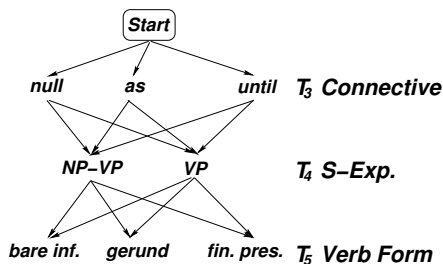 Start
null as until T3 Connective
NP-VP VP T4 S-Exp.
bare inf. gerund fin. pres. T5 Verb Form